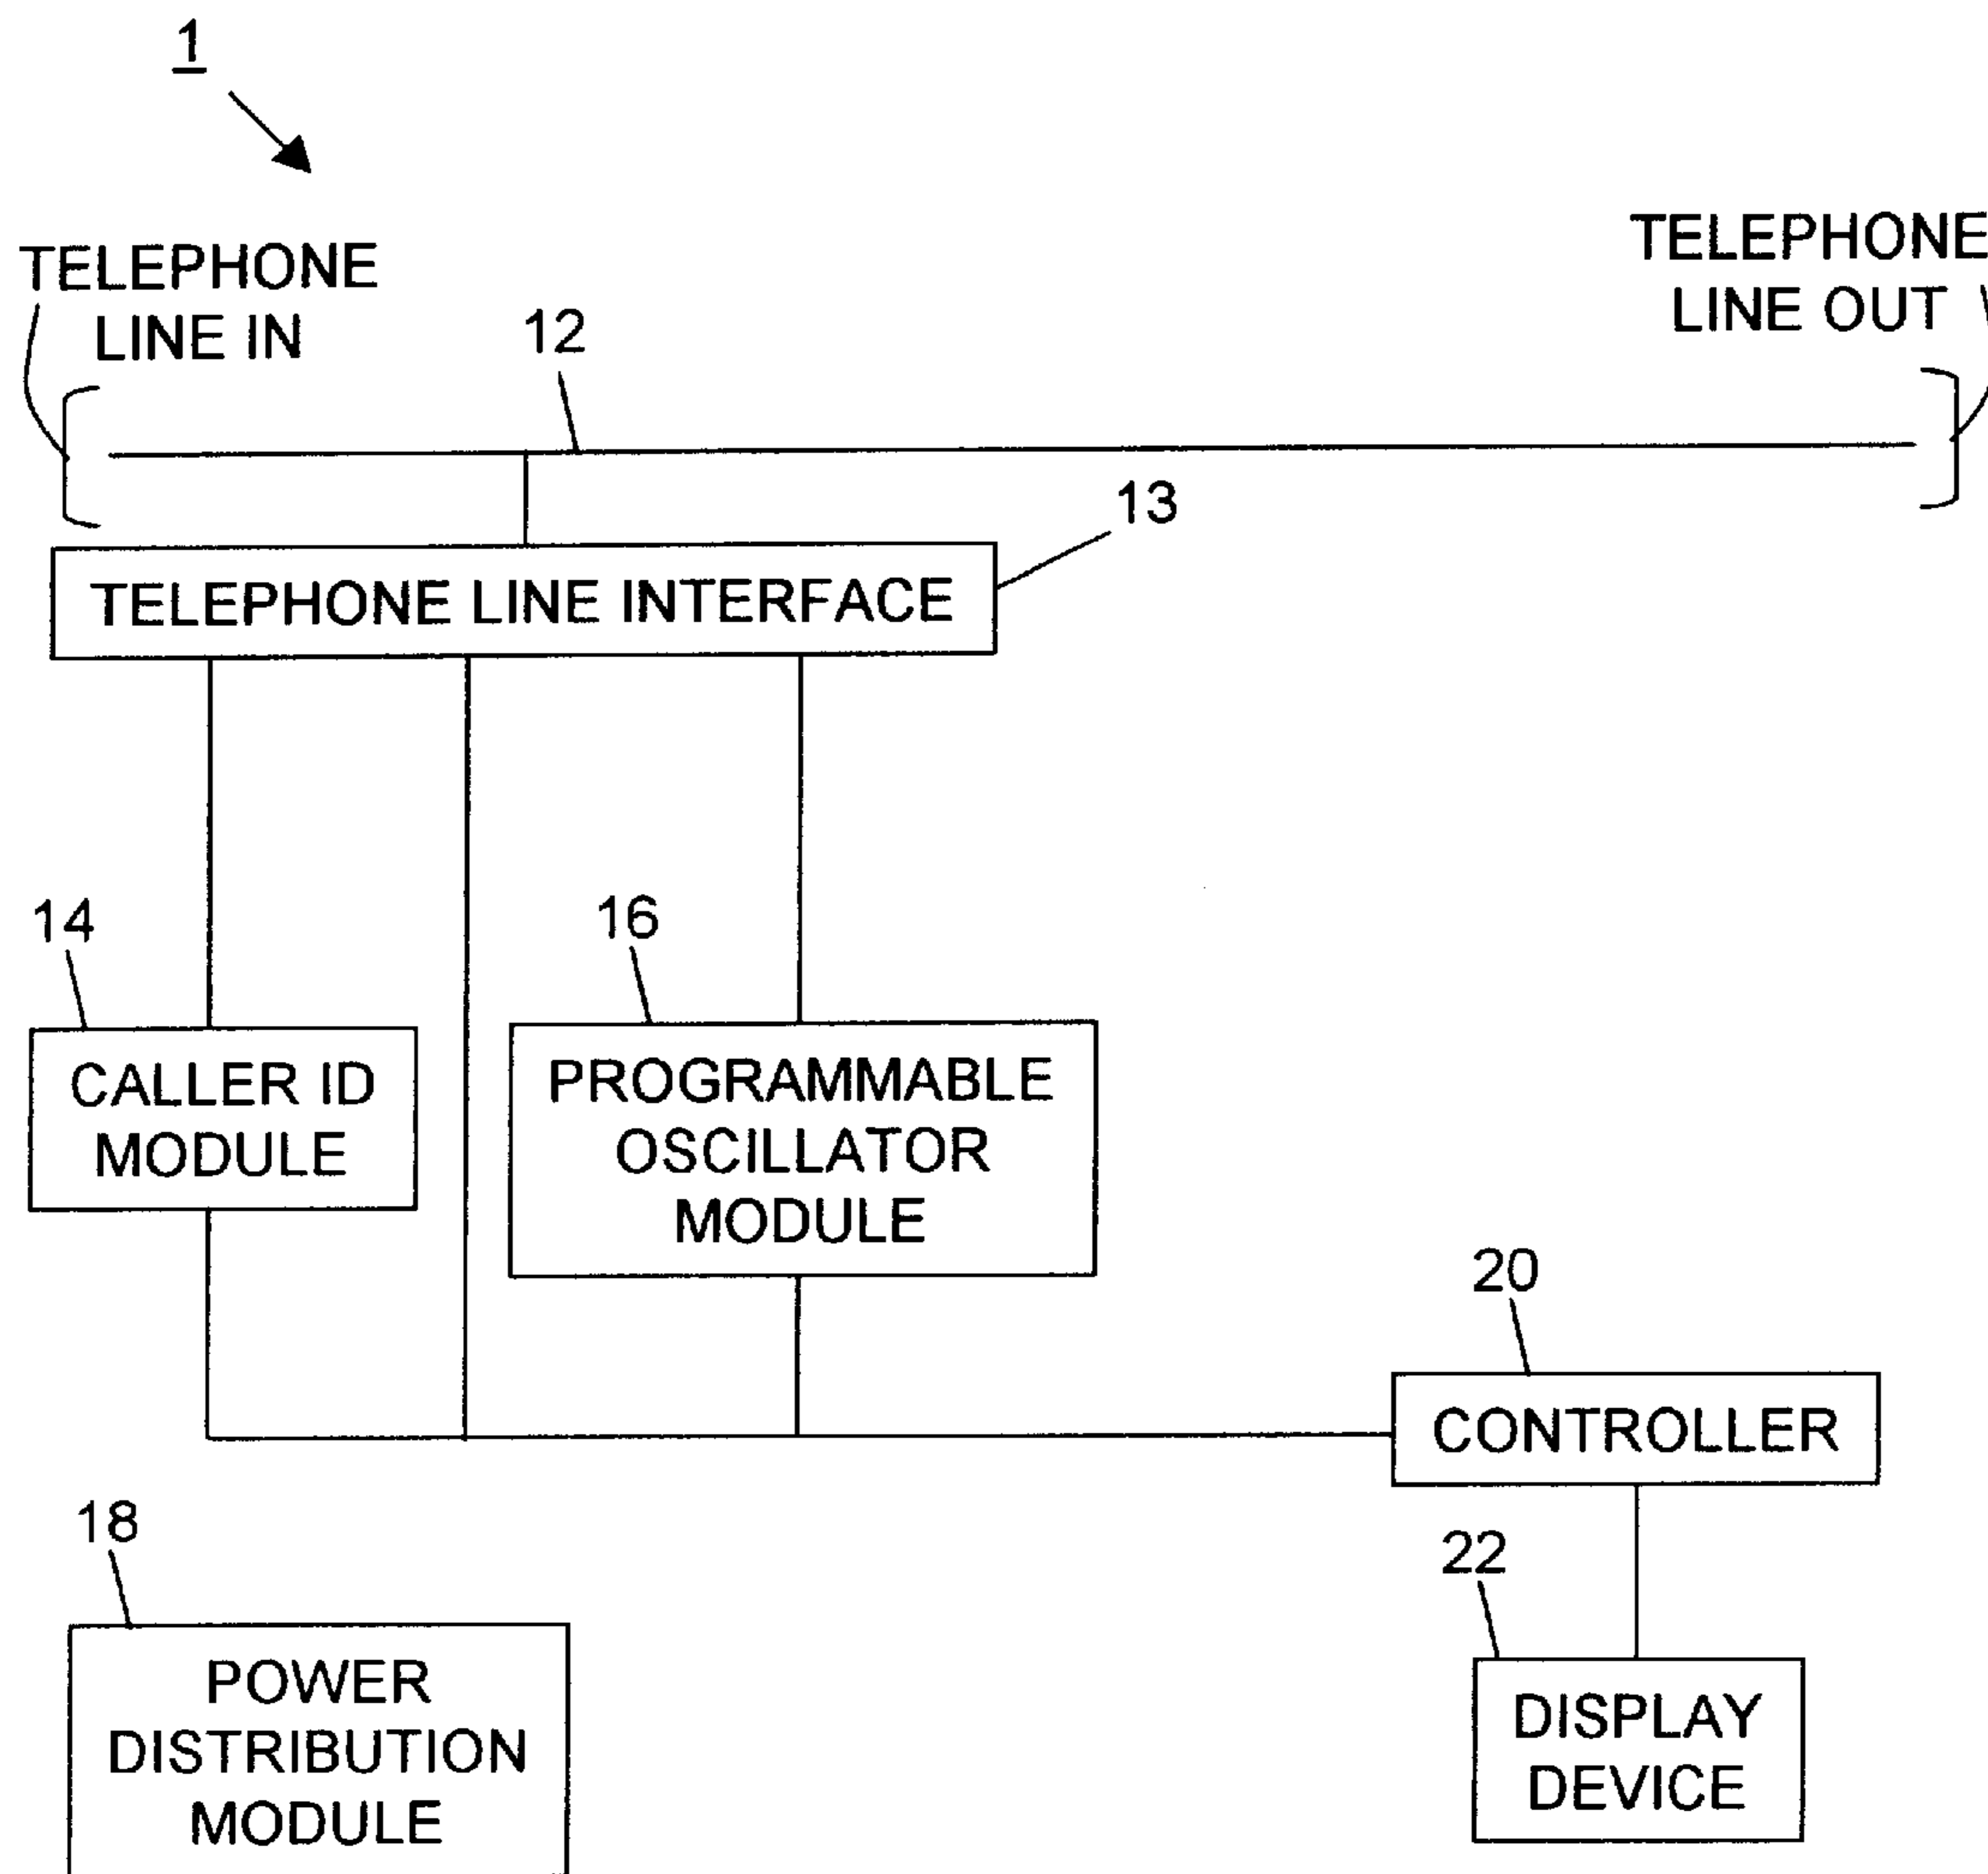 1
TELEPHONE
LINE IN
TELEPHONE
LINE OUT
12
13
TELEPHONE LINE INTERFACE
14
16
CALLER ID
MODULE
PROGRAMMABLE
OSCILLATOR
MODULE
20
CONTROLLER
18
22
POWER
DISTRIBUTION
MODULE
DISPLAY
DEVICE